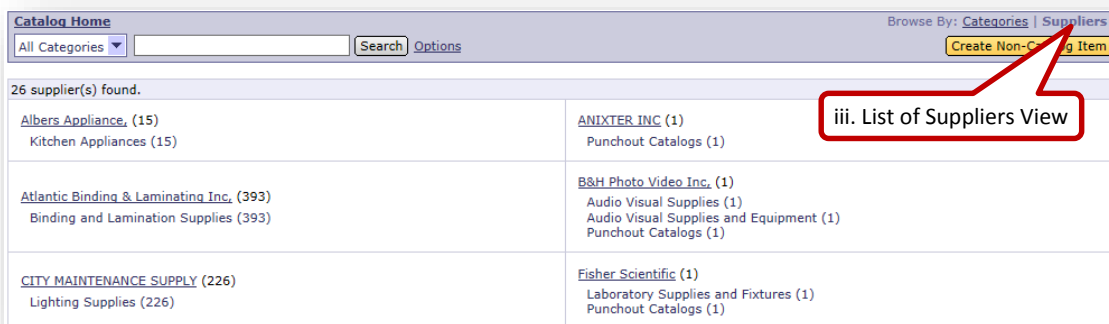 Catalog Home
Browse By: Categories | Suppliers
All Categories
Search Options
Create Non-Catalog Item
26 supplier(s) found.
iii. List of Suppliers View
Albers Appliance, (15)
Kitchen Appliances (15)
ANIXTER INC (1)
Punchout Catalogs (1)
Atlantic Binding & Laminating Inc, (393)
Binding and Lamination Supplies (393)
B&H Photo Video Inc, (1)
Audio Visual Supplies (1)
Audio Visual Supplies and Equipment (1)
Punchout Catalogs (1)
CITY MAINTENANCE SUPPLY (226)
Lighting Supplies (226)
Fisher Scientific (1)
Laboratory Supplies and Fixtures (1)
Punchout Catalogs (1)